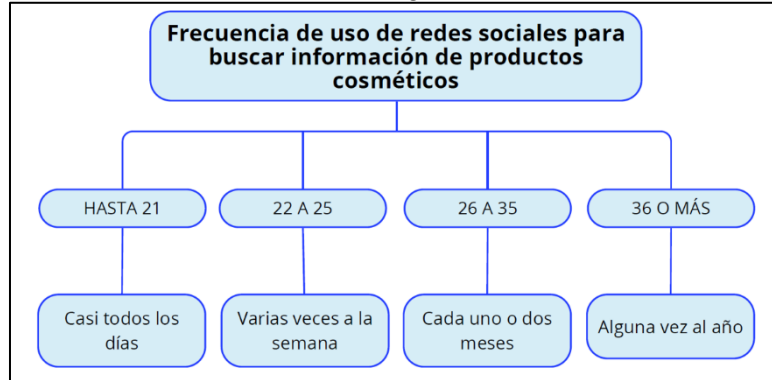 Frecuencia de uso de redes sociales para
buscar información de productos
cosméticos
HASTA 21
22 A 25
26 A 35
36 O MÁS
Casi todos los
días
Varias veces a la
semana
Cada uno o dos
meses
Alguna vez al año